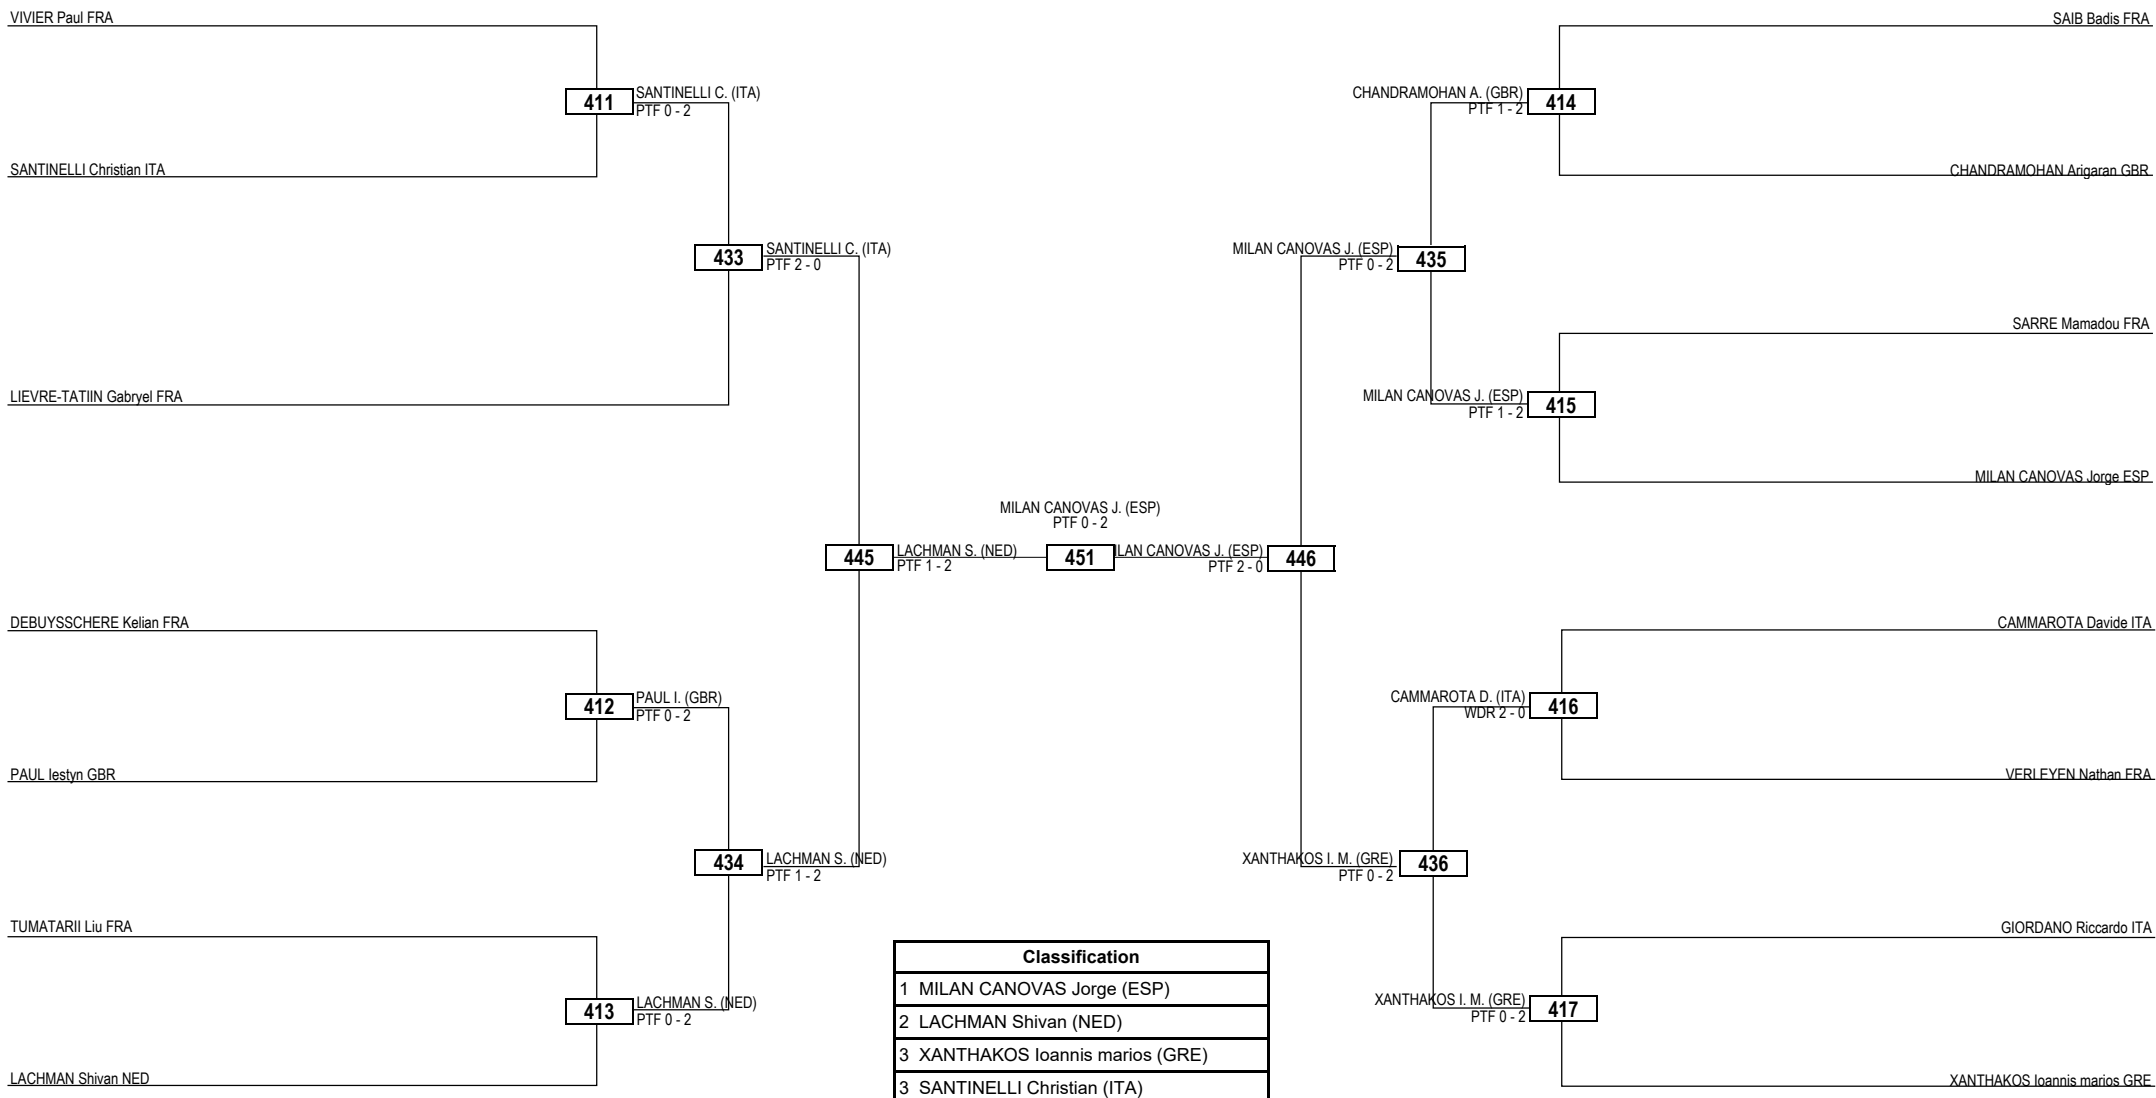 VIVIER Paul FRA
SAIB Badis FRA
411
SANTINELLI C. (ITA)
PTF 0 - 2
CHANDRAMOHAN A. (GBR)
PTF 1 - 2
414
SANTINELLI Christian ITA
CHANDRAMOHAN Arigaran GBR
433
SANTINELLI C. (ITA)
PTF 2 - 0
MILAN CANOVAS J. (ESP)
PTF 0 - 2
435
SARRE Mamadou FRA
LIEVRE-TATIIN Gabryel FRA
MILAN CANOVAS J. (ESP)
PTF 1 - 2
415
MILAN CANOVAS Jorge ESP
MILAN CANOVAS J. (ESP)
PTF 0 - 2
445
LACHMAN S. (NED)
PTF 1 - 2
451
ILAN CANOVAS J. (ESP)
PTF 2 - 0
446
DEBUYSSCHERE Kelian FRA
CAMMAROTA Davide ITA
412
PAUL I. (GBR)
PTF 0 - 2
CAMMAROTA D. (ITA)
WDR 2 - 0
416
PAUL Iestyn GBR
VERLEYEN Nathan FRA
434
LACHMAN S. (NED)
PTF 1 - 2
XANTHAKOS I. M. (GRE)
PTF 0 - 2
436
TUMATARII Liu FRA
GIORDANO Riccardo ITA
413
LACHMAN S. (NED)
PTF 0 - 2
XANTHAKOS I. M. (GRE)
PTF 0 - 2
417
LACHMAN Shivan NED
XANTHAKOS Ioannis marios GRE
Classification
1 MILAN CANOVAS Jorge (ESP)
2 LACHMAN Shivan (NED)
3 XANTHAKOS Ioannis marios (GRE)
3 SANTINELLI Christian (ITA)